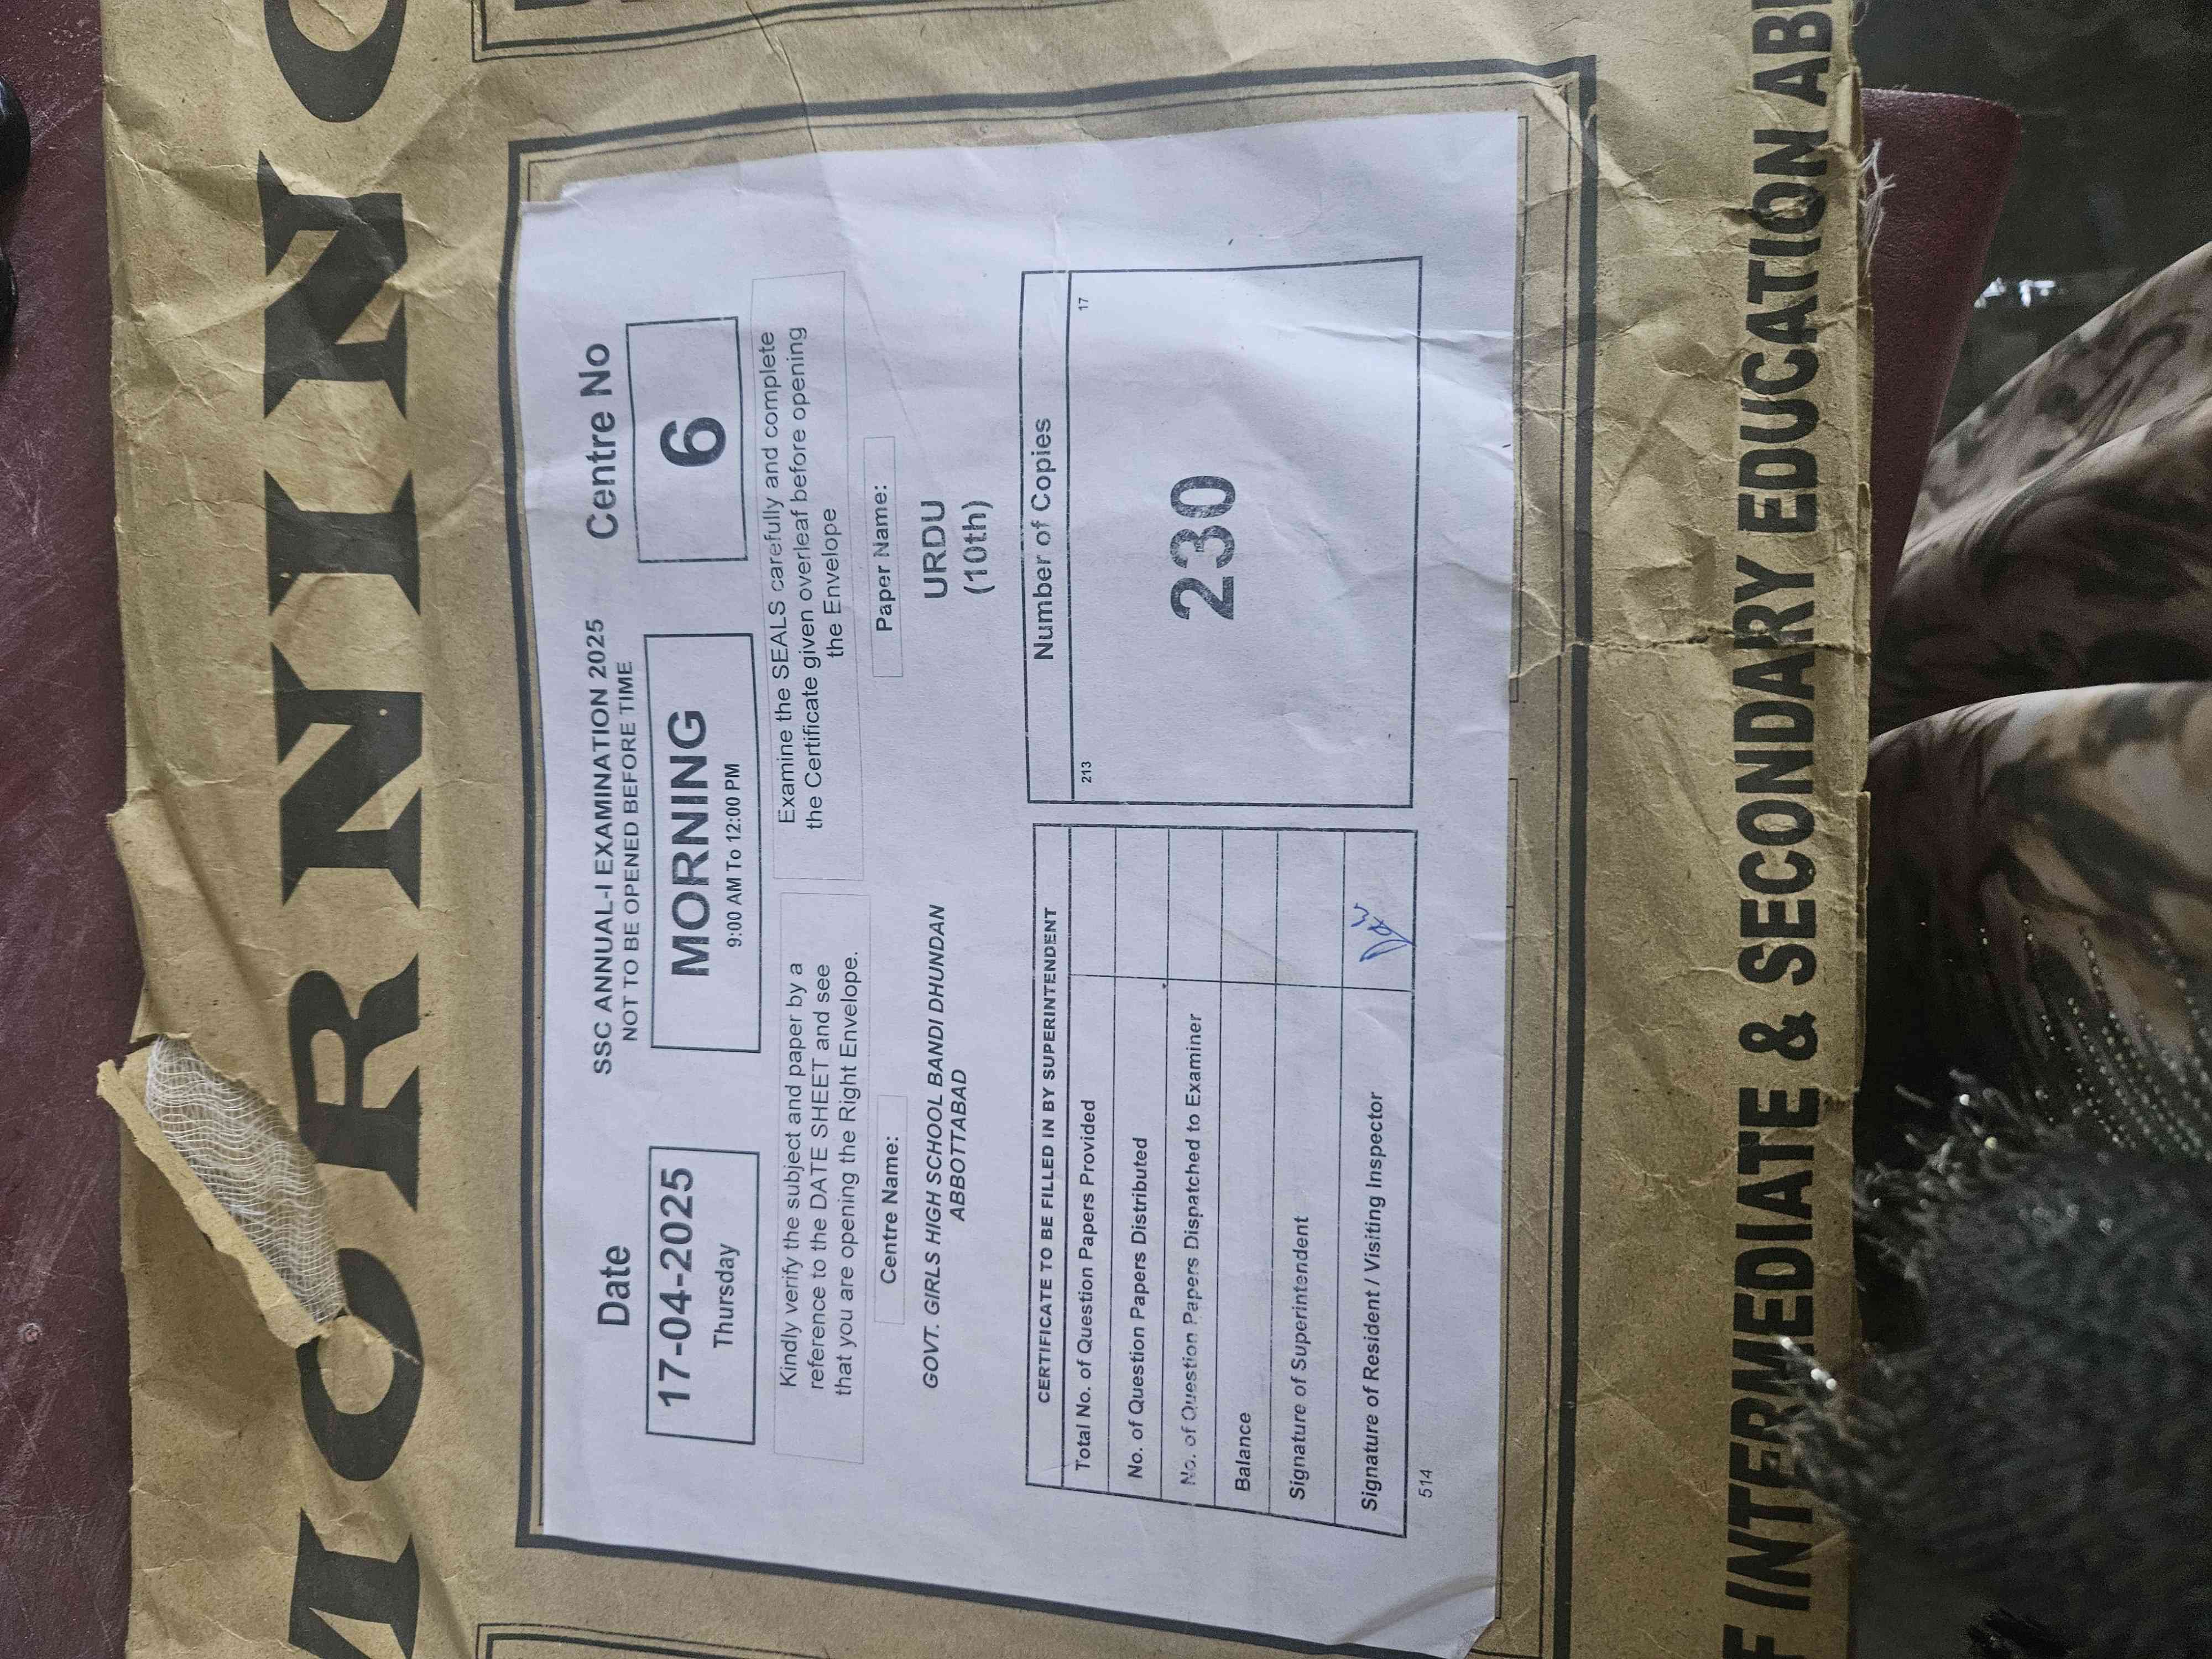 MORNING
SSC ANNUAL-I EXAMINATION 2025
NOT TO BE OPENED BEFORE TIME
Date
17-04-2025
Thursday
MORNING
9:00 AM To 12:00 PM
Centre No
6
Kindly verify the subject and paper by a
reference to the DATE SHEET and see
that you are opening the Right Envelope.
Examine the SEALS carefully and complete
the Certificate given overleaf before opening
the Envelope
Centre Name:
GOVT. GIRLS HIGH SCHOOL BANDI DHUNDAN
ABBOTTABAD
Paper Name:
URDU
(10th)
CERTIFICATE TO BE FILLED IN BY SUPERINTENDENT
Total No. of Question Papers Provided
No. of Question Papers Distributed
No. of Question Papers Dispatched to Examiner
Balance
Signature of Superintendent
Signature of Resident / Visiting Inspector
Number of Copies
213 17
230
514
F INTERMEDIATE & SECONDARY EDUCATION AB